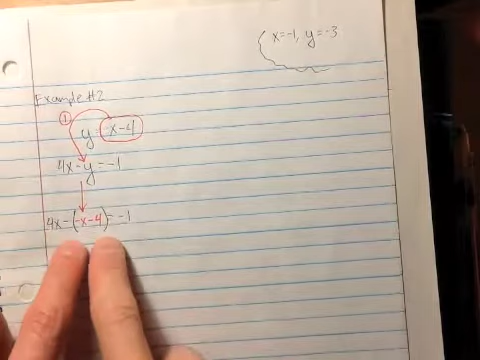 x=-1, y=-3
Example #2
①
y = -x-4
4x-y=-1
4x-(-x-4)=-1